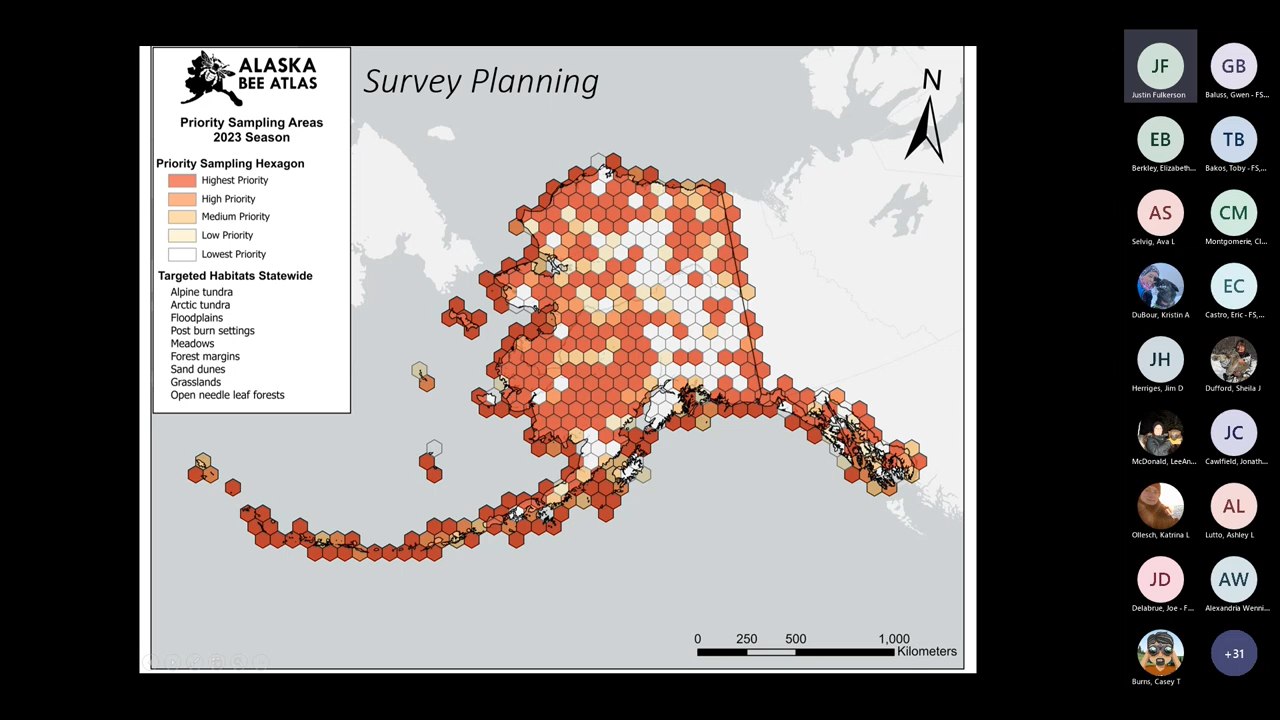 ALASKA
BEE ATLAS
Survey Planning
N
Priority Sampling Areas
2023 Season
Priority Sampling Hexagon
Highest Priority
High Priority
Medium Priority
Low Priority
Lowest Priority
Targeted Habitats Statewide
Alpine tundra
Arctic tundra
Floodplains
Post burn settings
Meadows
Forest margins
Sand dunes
Grasslands
Open needle leaf forests
0 250 500 1,000
Kilometers
JF
Justin Fulkerson
GB
Baluss, Gwen - FS...
EB
Berkley, Elizabeth...
TB
Bakos, Toby - FS,...
AS
Selvig, Ava L
CM
Montgomerie, Cl...
DuBour, Kristin A
EC
Castro, Eric - FS,...
JH
Herriges, Jim D
Dufford, Sheila J
McDonald, LeeAn...
JC
Cawlfield, Jonath...
Ollesch, Katrina L
AL
Lutto, Ashley L
JD
Delabrue, Joe - F...
AW
Alexandria Wenni...
Burns, Casey T
+31